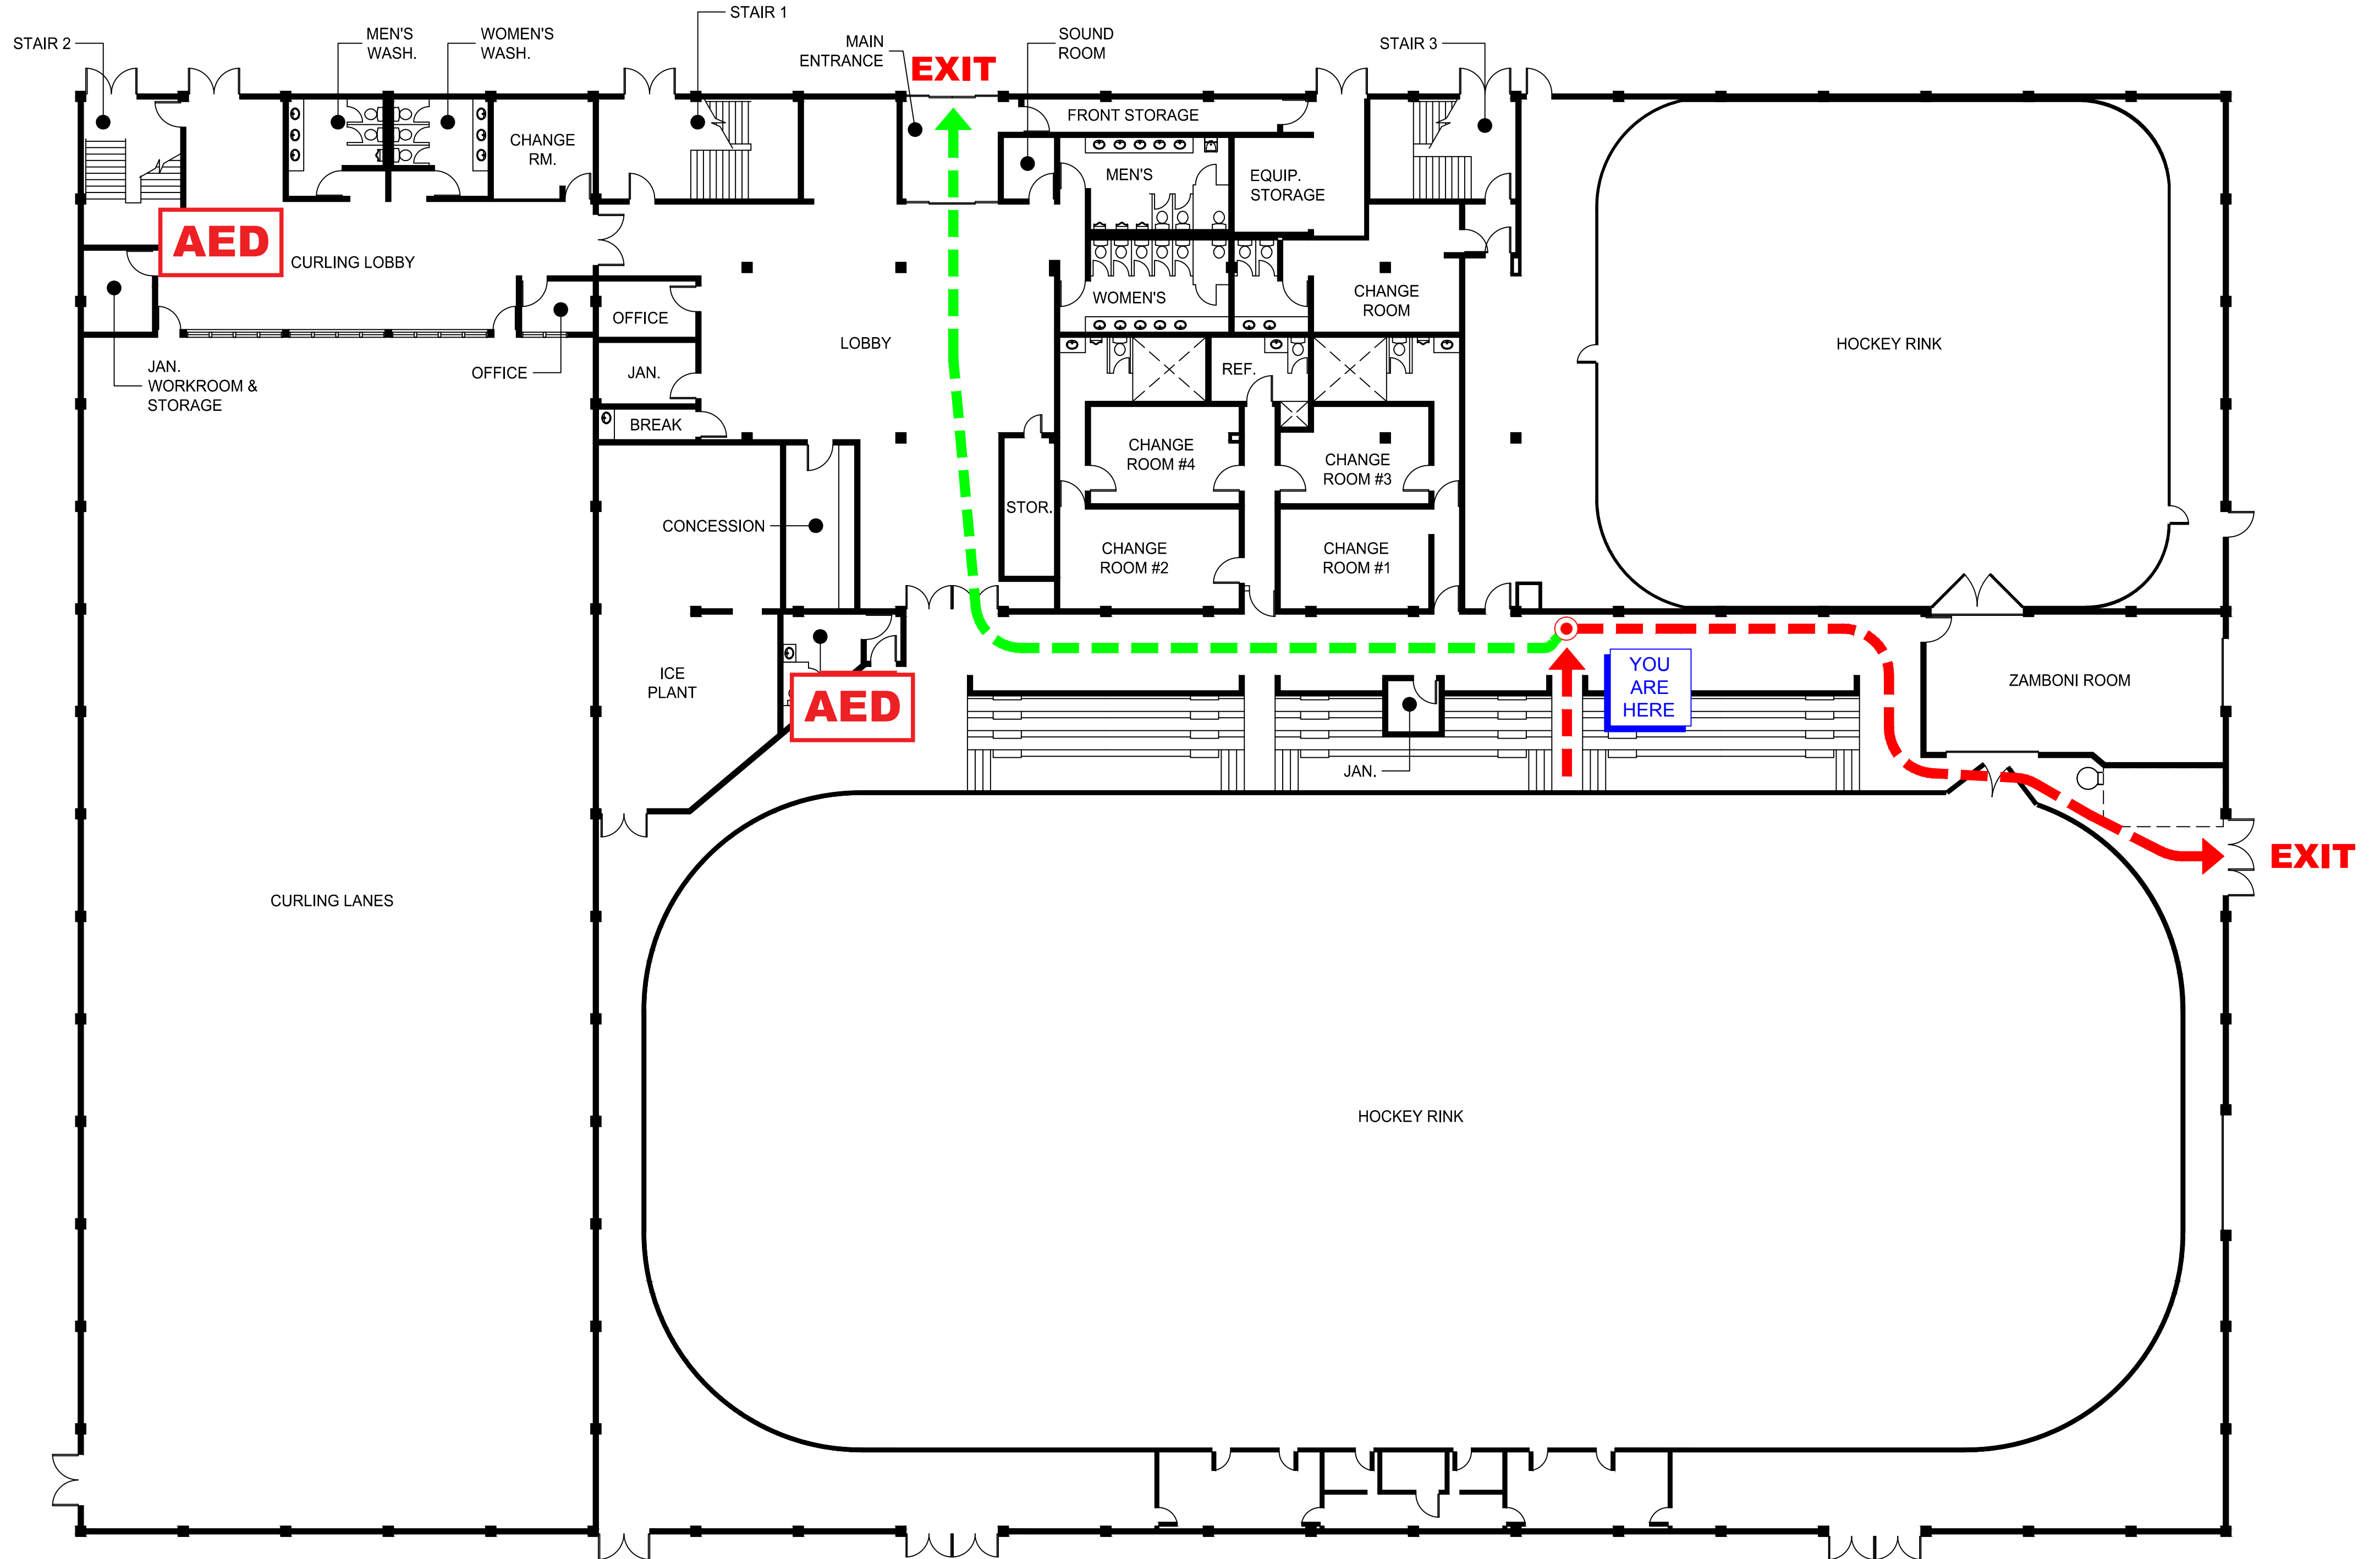 STAIR 1
STAIR 2
MEN'S
WASH.
WOMEN'S
WASH.
MAIN
ENTRANCE
EXIT
SOUND
ROOM
STAIR 3
FRONT STORAGE
CHANGE
RM.
MEN'S
EQUIP.
STORAGE
AED
CURLING LOBBY
WOMEN'S
CHANGE
ROOM
OFFICE
LOBBY
HOCKEY RINK
JAN.
WORKROOM &
STORAGE
OFFICE
JAN.
REF.
BREAK
CHANGE
ROOM #4
CHANGE
ROOM #3
STOR.
CONCESSION
CHANGE
ROOM #2
CHANGE
ROOM #1
ICE
PLANT
AED
YOU
ARE
HERE
ZAMBONI ROOM
JAN.
EXIT
CURLING LANES
HOCKEY RINK